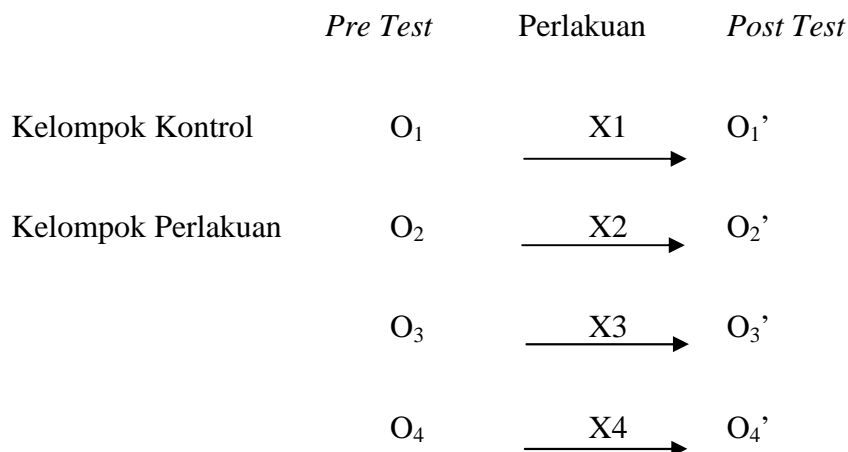 Pre Test Perlakuan Post Test
Kelompok Kontrol O₁ X1 O₁’
Kelompok Perlakuan O₂ X2 O₂’
O₃ X3 O₃’
O₄ X4 O₄’